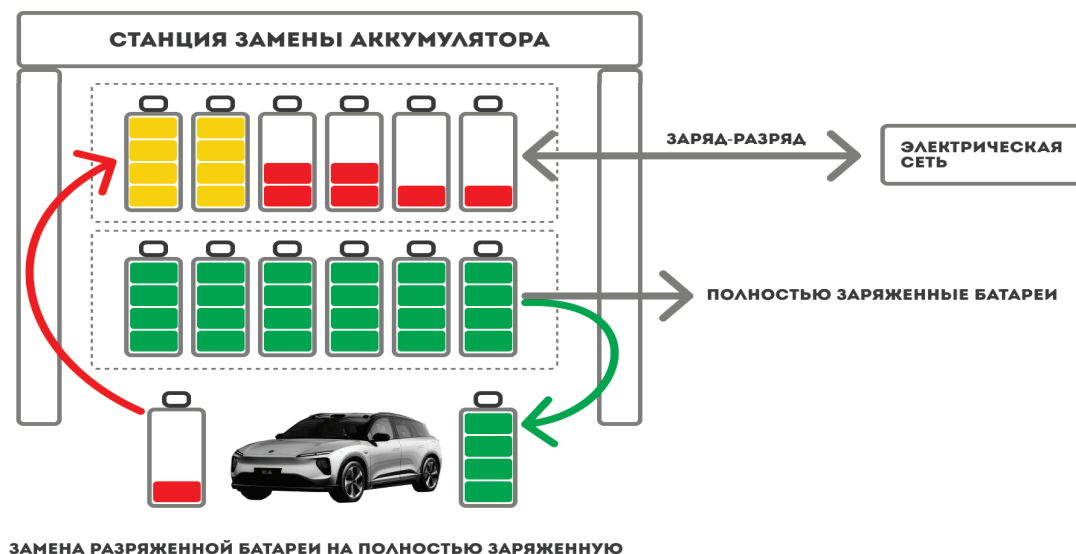 СТАНЦИЯ ЗАМЕНЫ АККУМУЛЯТОРА
ЗАРЯД-РАЗРЯД
ЭЛЕКТРИЧЕСКАЯ
СЕТЬ
ПОЛНОСТЬЮ ЗАРЯЖЕННЫЕ БАТАРЕИ
ЗАМЕНА РАЗРЯЖЕННОЙ БАТАРЕИ НА ПОЛНОСТЬЮ ЗАРЯЖЕННУЮ